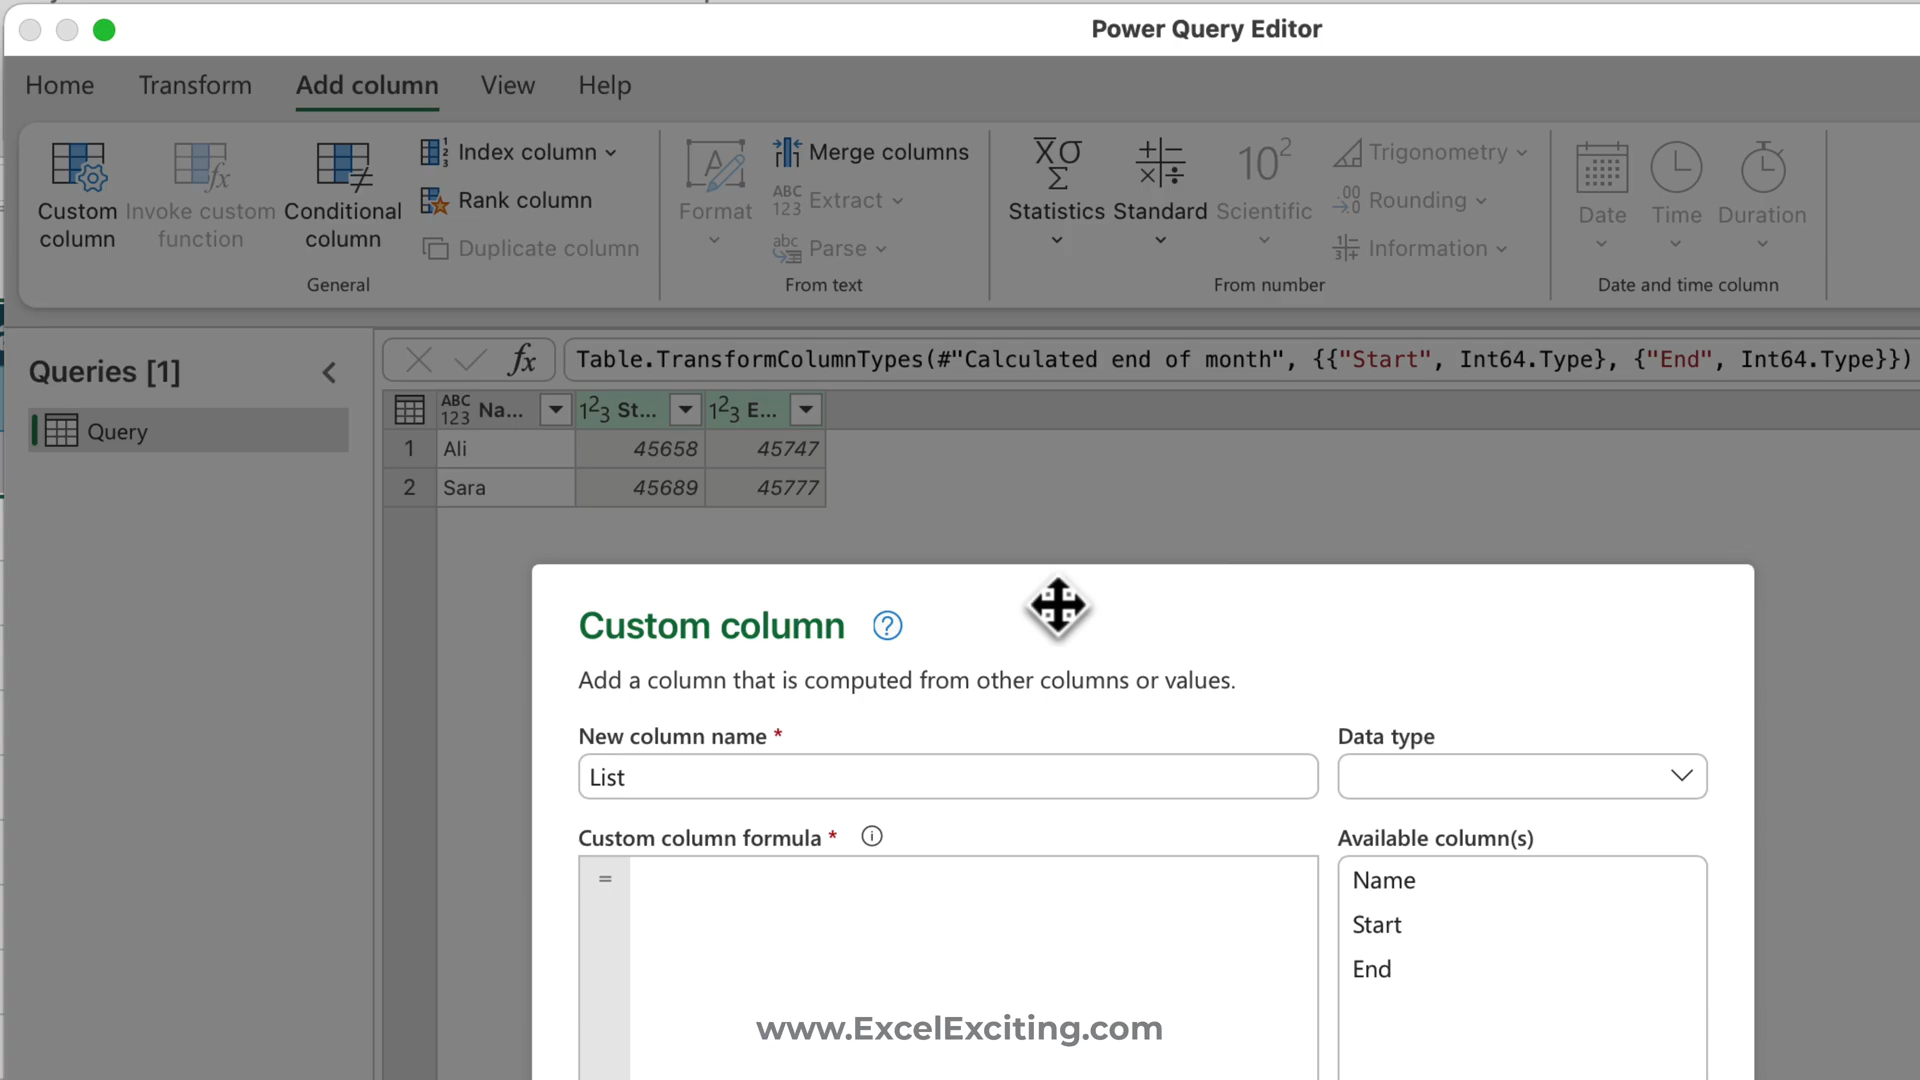 Power Query Editor
Home Transform Add column View Help
Custom column
Invoke custom function
Conditional column
Index column
Rank column
Duplicate column
General
Format
Merge columns
ABC 123 Extract
abc Parse
From text
Statistics
Standard
10² Scientific
Trigonometry
.00 Rounding
Information
From number
Date
Time
Duration
Date and time column
Queries [1]
Query
fx Table.TransformColumnTypes(#"Calculated end of month", {{"Start", Int64.Type}, {"End", Int64.Type}})
ABC 123 Na... 123 St... 123 E...
1 Ali 45658 45747
2 Sara 45689 45777
Custom column ?
Add a column that is computed from other columns or values.
New column name * Data type
List
Custom column formula * Available column(s)
=
Name
Start
End
www.ExcelExciting.com